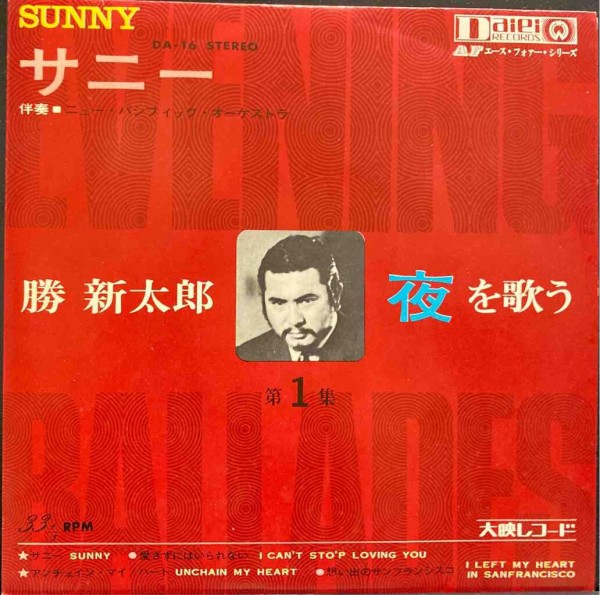 SUNNY
DA-16 STEREO
Daiei
RECORDS
AF エース・フォアー・シリーズ
サニー
伴奏■ニュー・パシフィック・オーケストラ
EVENING
勝 新太郎
夜を歌う
第1集
BALLADES
33⅓ RPM
大映レコード
★サニー SUNNY ●愛さずにはいられない I CAN'T STO'P LOVING YOU
★アンチェイン・マイ・ハート UNCHAIN MY HEART ●想い出のサンフランシスコ I LEFT MY HEART
IN SANFRANCISCO